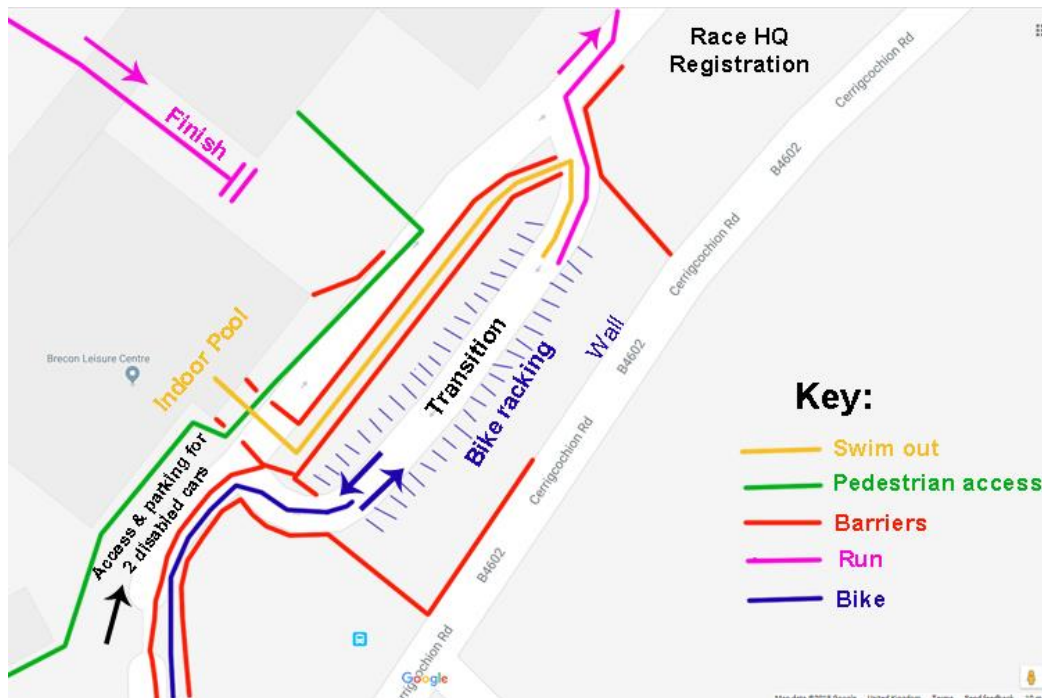 Race HQ
Registration
Finish
Cerrigcochion Rd
B4602
Cerrigcochion Rd
Wall
B4602
Indoor Pool
Brecon Leisure Centre
Transition
Bike racking
Cerrigcochion Rd
B4602
Access & parking for
2 disabled cars
Cerrigcochion Rd
Key:
Swim out
Pedestrian access
Barriers
Run
Bike
Google